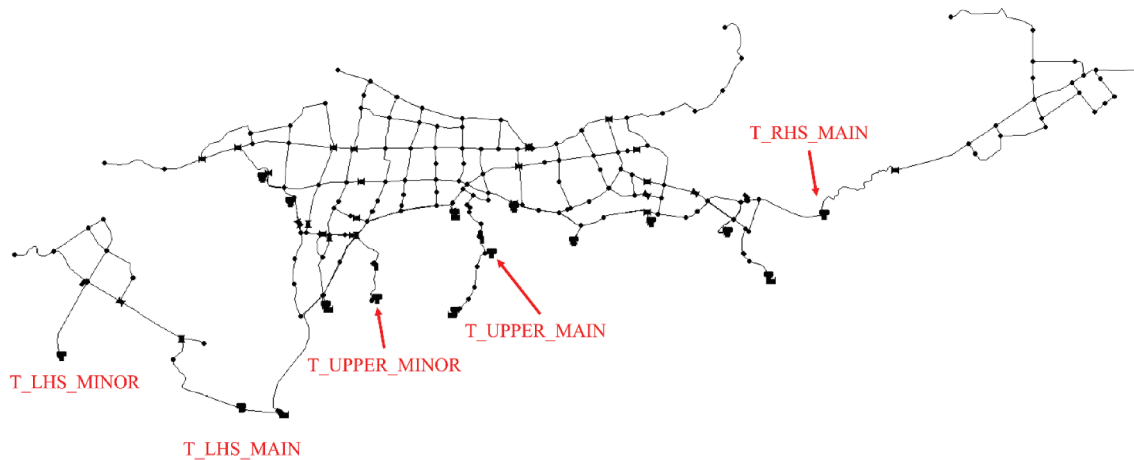 T_RHS_MAIN
T_UPPER_MAIN
T_UPPER_MINOR
T_LHS_MINOR
T_LHS_MAIN